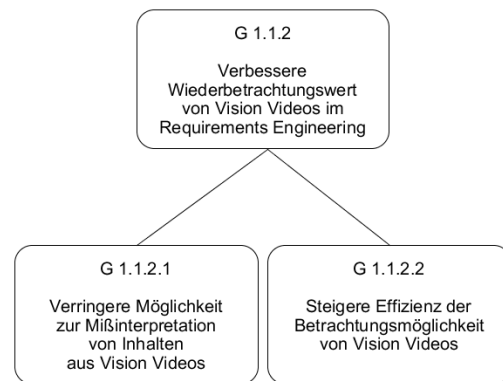 G 1.1.2
Verbessere
Wiederbetrachtungswert
von Vision Videos im
Requirements Engineering
G 1.1.2.1
Verringere Möglichkeit
zur Mißinterpretation
von Inhalten
aus Vision Videos
G 1.1.2.2
Steigere Effizienz der
Betrachtungsmöglichkeit
von Vision Videos